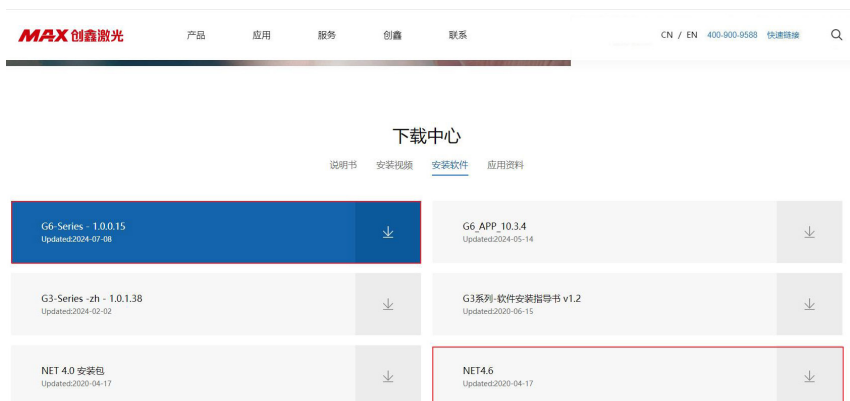 MAX 创鑫激光 产品 应用 服务 创鑫 联系 CN / EN 400-900-9588 快速链接
下载中心
说明书 安装视频 安装软件 应用资料
G6-Series - 1.0.0.15
Updated:2024-07-08
G6_APP_10.3.4
Updated:2024-05-14
G3-Series -zh - 1.0.1.38
Updated:2024-02-02
G3系列-软件安装指导书 v1.2
Updated:2020-06-15
NET 4.0 安装包
Updated:2020-04-17
NET4.6
Updated:2020-04-17